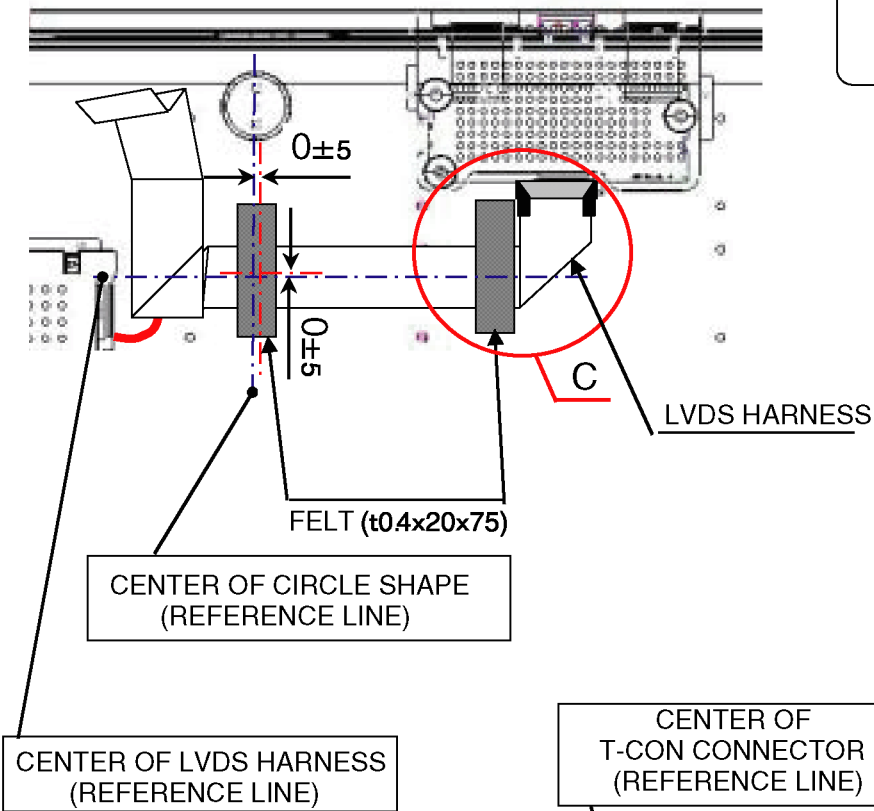 0±5
0±5
C
LVDS HARNESS
FELT (t0.4x20x75)
CENTER OF CIRCLE SHAPE
(REFERENCE LINE)
CENTER OF LVDS HARNESS
(REFERENCE LINE)
CENTER OF
T-CON CONNECTOR
(REFERENCE LINE)